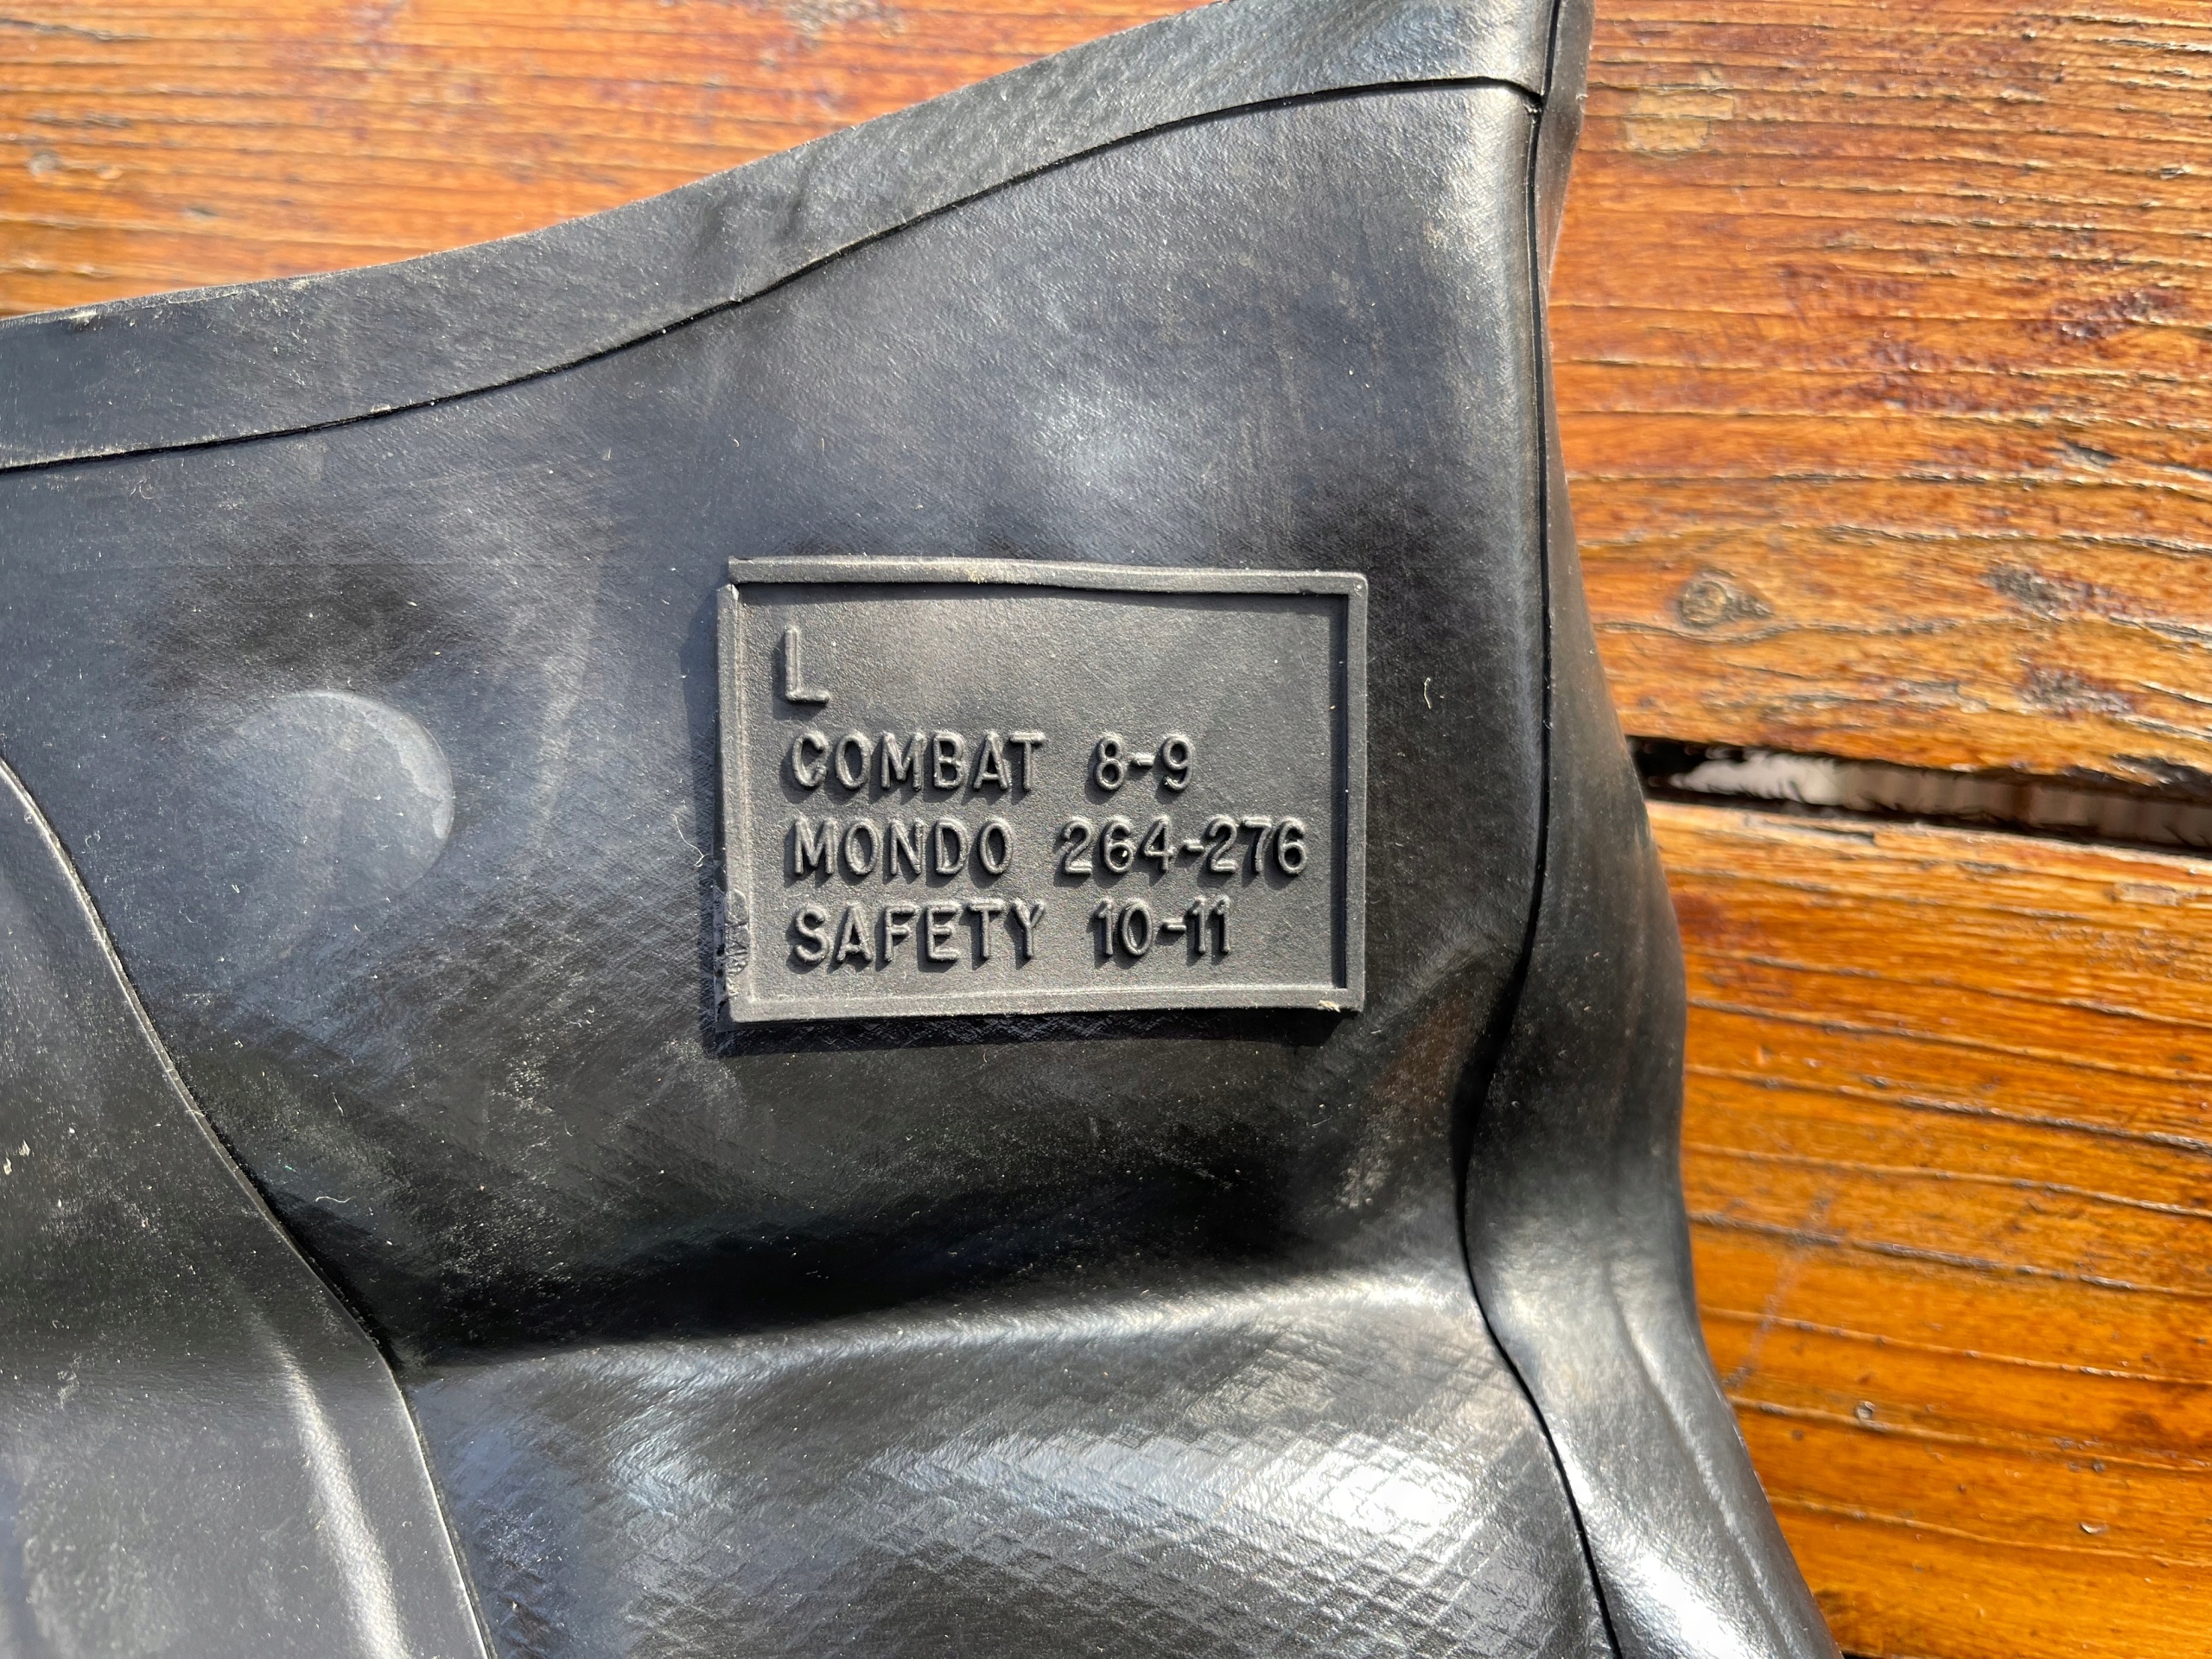 L
COMBAT 8-9
MONDO 264-276
SAFETY 10-11